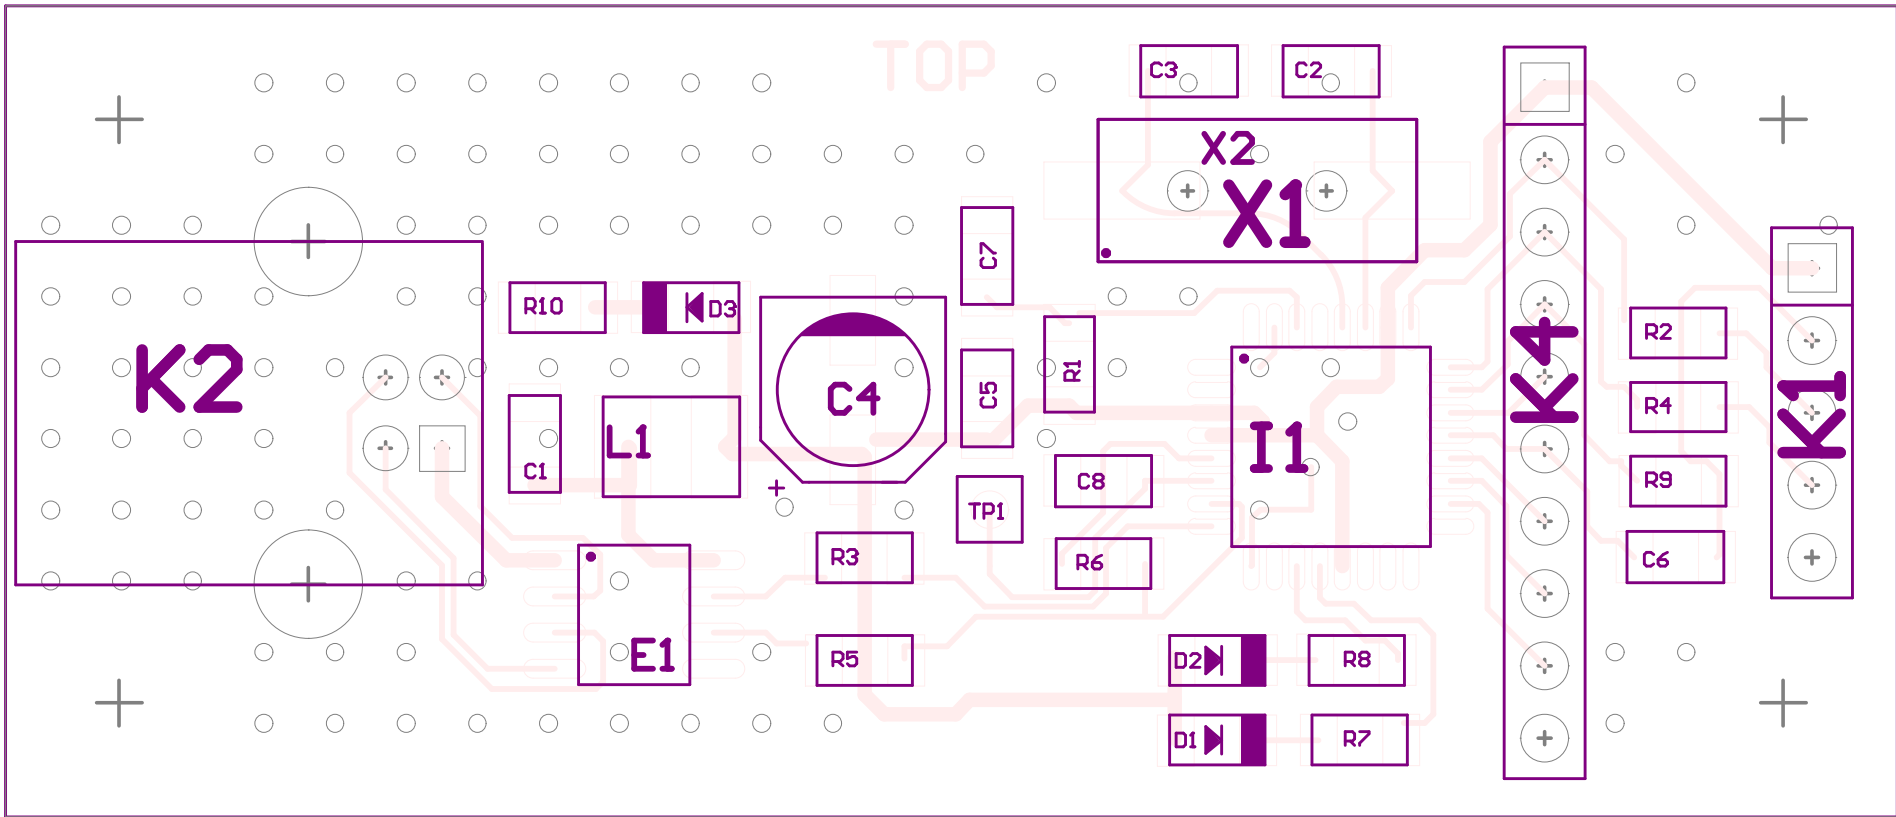 TOP
C3
C2
X2
X1
C7
R10
D3
K2
C4
C5
R1
K4
R2
R4
K1
L1
I1
C1
C8
R9
+
TP1
R3
R6
C6
E1
R5
D2
R8
D1
R7